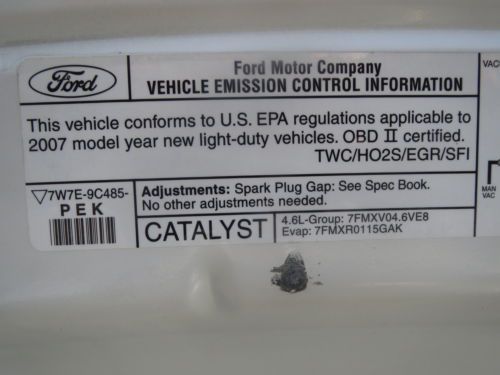 Ford
Ford Motor Company
VEHICLE EMISSION CONTROL INFORMATION
This vehicle conforms to U.S. EPA regulations applicable to
2007 model year new light-duty vehicles. OBD II certified.
TWC/HO2S/EGR/SFI
7W7E-9C485-
PEK
Adjustments: Spark Plug Gap: See Spec Book.
No other adjustments needed.
CATALYST
4.6L-Group: 7FMXV04.6VE8
Evap: 7FMXR0115GAK
MAN
VAC